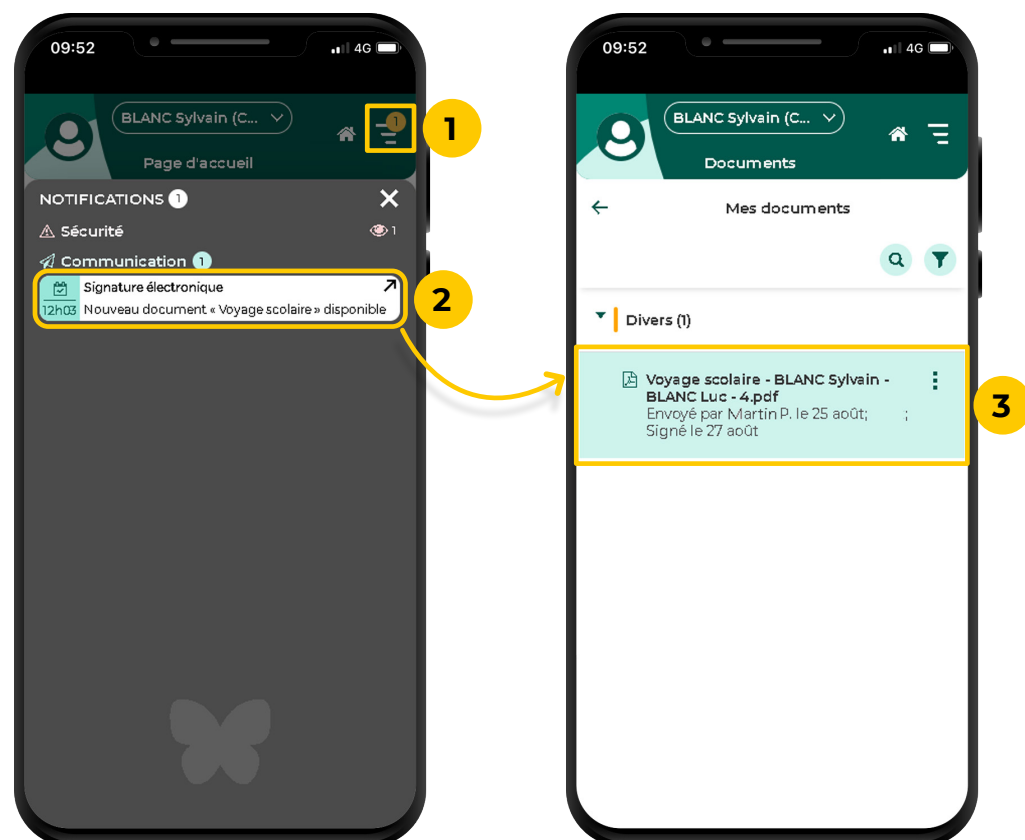 09:52
4G
BLANC Sylvain (C...
1
Page d'accueil
1
NOTIFICATIONS 1
Sécurité
1
Communication 1
Signature électronique
12h03
Nouveau document « Voyage scolaire » disponible
2
09:52
4G
BLANC Sylvain (C...
Documents
Mes documents
Divers (1)
Voyage scolaire - BLANC Sylvain -
BLANC Luc - 4.pdf
Envoyé par Martin P. le 25 août; ;
Signé le 27 août
3